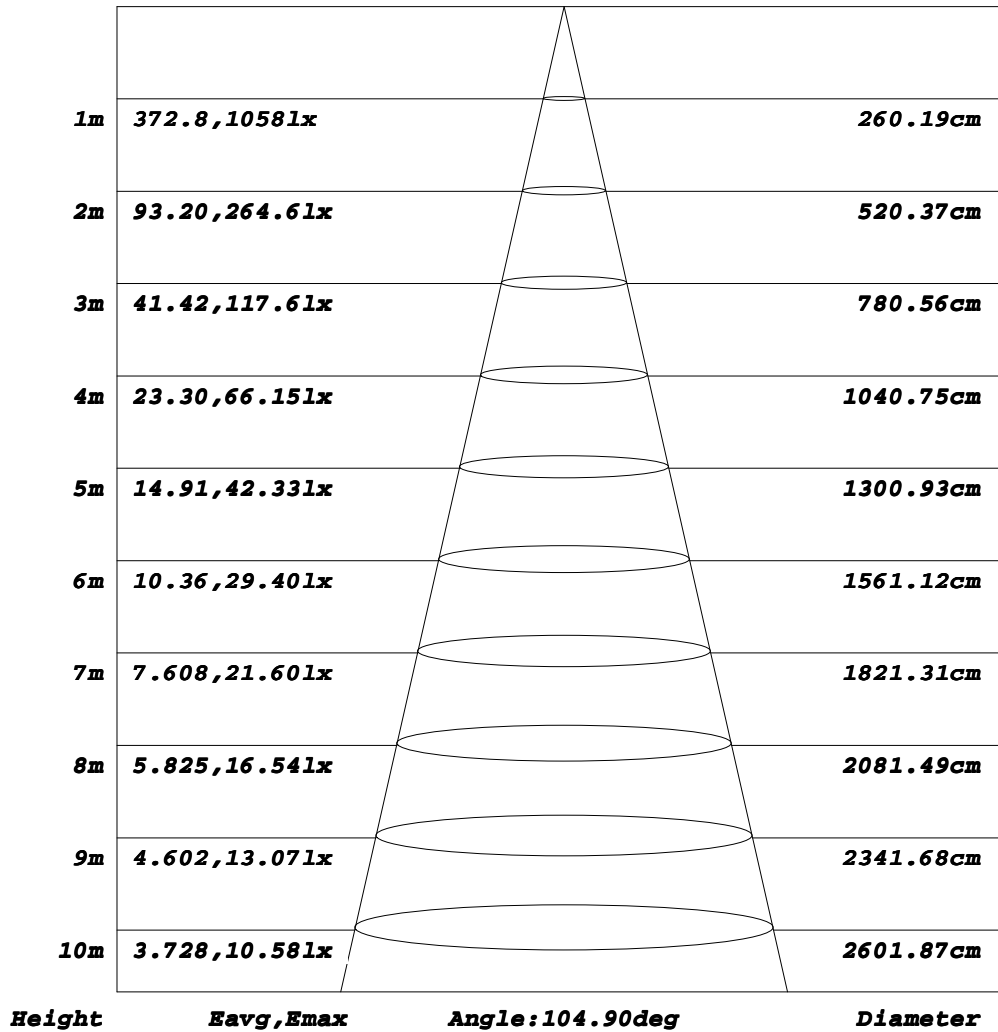 1m 372.8,1058lx 260.19cm
2m 93.20,264.6lx 520.37cm
3m 41.42,117.6lx 780.56cm
4m 23.30,66.15lx 1040.75cm
5m 14.91,42.33lx 1300.93cm
6m 10.36,29.40lx 1561.12cm
7m 7.608,21.60lx 1821.31cm
8m 5.825,16.54lx 2081.49cm
9m 4.602,13.07lx 2341.68cm
10m 3.728,10.58lx 2601.87cm
Height Eavg,Emax Angle:104.90deg Diameter